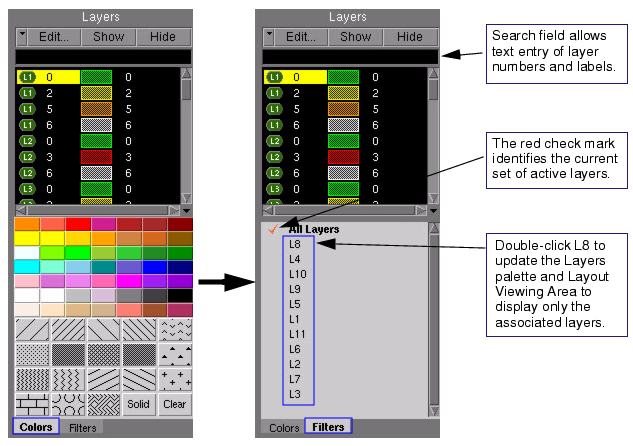 Layers
Edit... Show Hide
L1 0 0
L1 2 2
L1 5 5
L1 6 6
L2 0 0
L2 3 3
L2 6 6
L3 0 0
L3 2 2
Solid Clear
Colors Filters
Layers
Edit... Show Hide
L1 0 0
L1 2 2
L1 5 5
L1 6 6
L2 0 0
L2 3 3
L2 6 6
L3 0 0
L3 2 2
All Layers
L8
L4
L10
L9
L5
L1
L11
L6
L2
L7
L3
Colors Filters
Search field allows
text entry of layer
numbers and labels.
The red check mark
identifies the current
set of active layers.
Double-click L8 to
update the Layers
palette and Layout
Viewing Area to
display only the
associated layers.